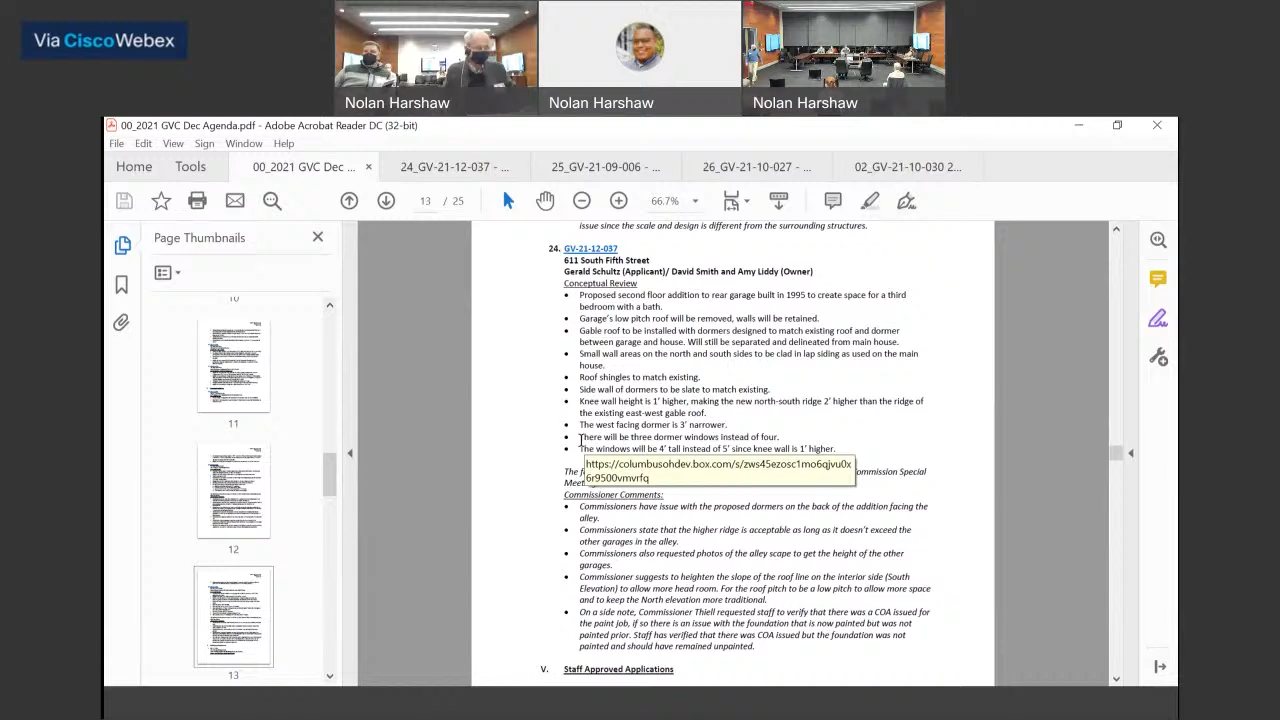 Via Cisco Webex
Nolan Harshaw
Nolan Harshaw
Nolan Harshaw
00_2021 GVC Dec Agenda.pdf - Adobe Acrobat Reader DC (32-bit)
File Edit View Sign Window Help
Home Tools 00_2021 GVC Dec ... × 24_GV-21-12-037 - ... 25_GV-21-09-006 - ... 26_GV-21-10-027 - ... 02_GV-21-10-030 2...
13 / 25 66.7%
Page Thumbnails
10
11
12
13
issue since the scale and design is different from the surrounding structures.
24. GV-21-12-037
611 South Fifth Street
Gerald Schultz (Applicant)/ David Smith and Amy Liddy (Owner)
Conceptual Review
• Proposed second floor addition to rear garage built in 1995 to create space for a third
bedroom with a bath.
• Garage's low pitch roof will be removed, walls will be retained.
• Gable roof to be installed with dormers designed to match existing roof and dormer
between garage and house. Will still be separated and delineated from main house.
• Small wall areas on the north and south sides to be clad in lap siding as used on the main
house.
• Roof shingles to match existing.
• Side wall of dormers to be slate to match existing.
• Knee wall height is 1' higher, making the new north-south ridge 2' higher than the ridge of
the existing east-west gable roof.
• The west facing dormer is 3' narrower.
• There will be three dormer windows instead of four.
• The windows will be 4' tall instead of 5' since knee wall is 1' higher.
https://columbusohdev.box.com/s/zws45ezosc1mo6qjvu0x
6r9500vmvrfq
The
ommission Special
Meet
Commissioner Comments:
• Commissioners have issue with the proposed dormers on the back of the addition facing the
alley.
• Commissioners state that the higher ridge is acceptable as long as it doesn't exceed the
other garages in the alley.
• Commissioners also requested photos of the alley scape to get the height of the other
garages.
• Commissioner suggests to heighten the slope of the roof line on the interior side (South
Elevation) to allow more head room. For the roof pitch to be a low pitch to allow more space
and to keep the North elevation more traditional.
• On a side note, Commissioner Thiell requested staff to verify that there was a COA issued for
the paint job, if so there is an issue with the foundation that is now painted but was not
painted prior. Staff has verified that there was COA issued but the foundation was not
painted and should have remained unpainted.
V. Staff Approved Applications